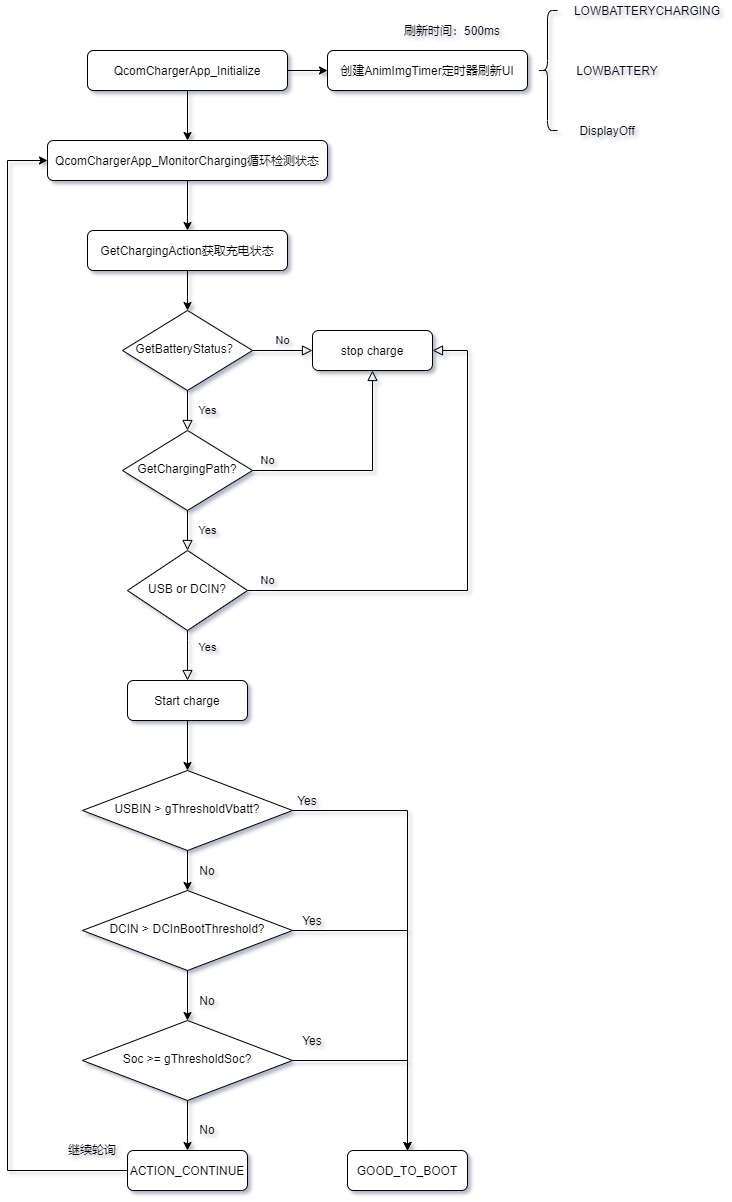 LOWBATTERYCHARGING
刷新时间：500ms
QcomChargerApp_Initialize
创建AnimImgTimer定时器刷新UI
LOWBATTERY
DisplayOff
QcomChargerApp_MonitorCharging循环检测状态
GetChargingAction获取充电状态
GetBatteryStatus?
No
stop charge
Yes
GetChargingPath?
No
Yes
USB or DCIN?
No
Yes
Start charge
USBIN > gThresholdVbatt?
Yes
No
DCIN > DCInBootThreshold?
Yes
No
Soc >= gThresholdSoc?
Yes
No
继续轮询
ACTION_CONTINUE
GOOD_TO_BOOT